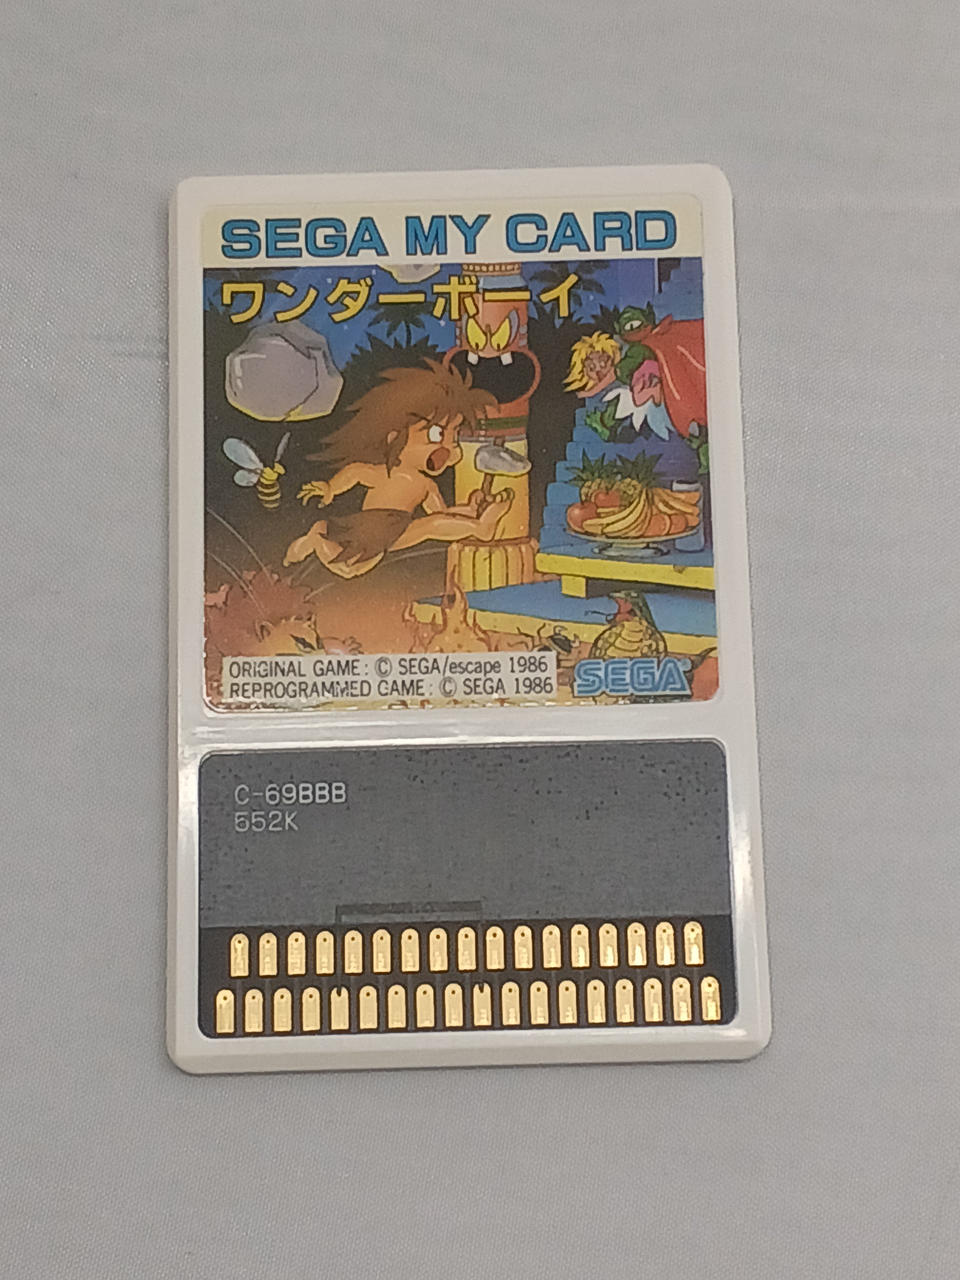 SEGA MY CARD
ワンダーボーイ
ORIGINAL GAME : © SEGA/escape 1986
REPROGRAMMED GAME : © SEGA 1986
SEGA
C-69BBB
552K